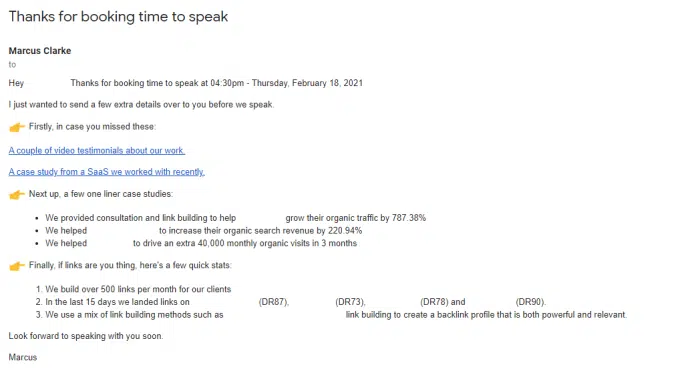 Thanks for booking time to speak
Marcus Clarke
to
Hey Thanks for booking time to speak at 04:30pm - Thursday, February 18, 2021
I just wanted to send a few extra details over to you before we speak.
👉 Firstly, in case you missed these:
A couple of video testimonials about our work.
A case study from a SaaS we worked with recently.
👉 Next up, a few one liner case studies:
• We provided consultation and link building to help grow their organic traffic by 787.38%
• We helped to increase their organic search revenue by 220.94%
• We helped to drive an extra 40,000 monthly organic visits in 3 months
👉 Finally, if links are you thing, here's a few quick stats:
1. We build over 500 links per month for our clients
2. In the last 15 days we landed links on (DR87), (DR73), (DR78) and (DR90).
3. We use a mix of link building methods such as link building to create a backlink profile that is both powerful and relevant.
Look forward to speaking with you soon.
Marcus